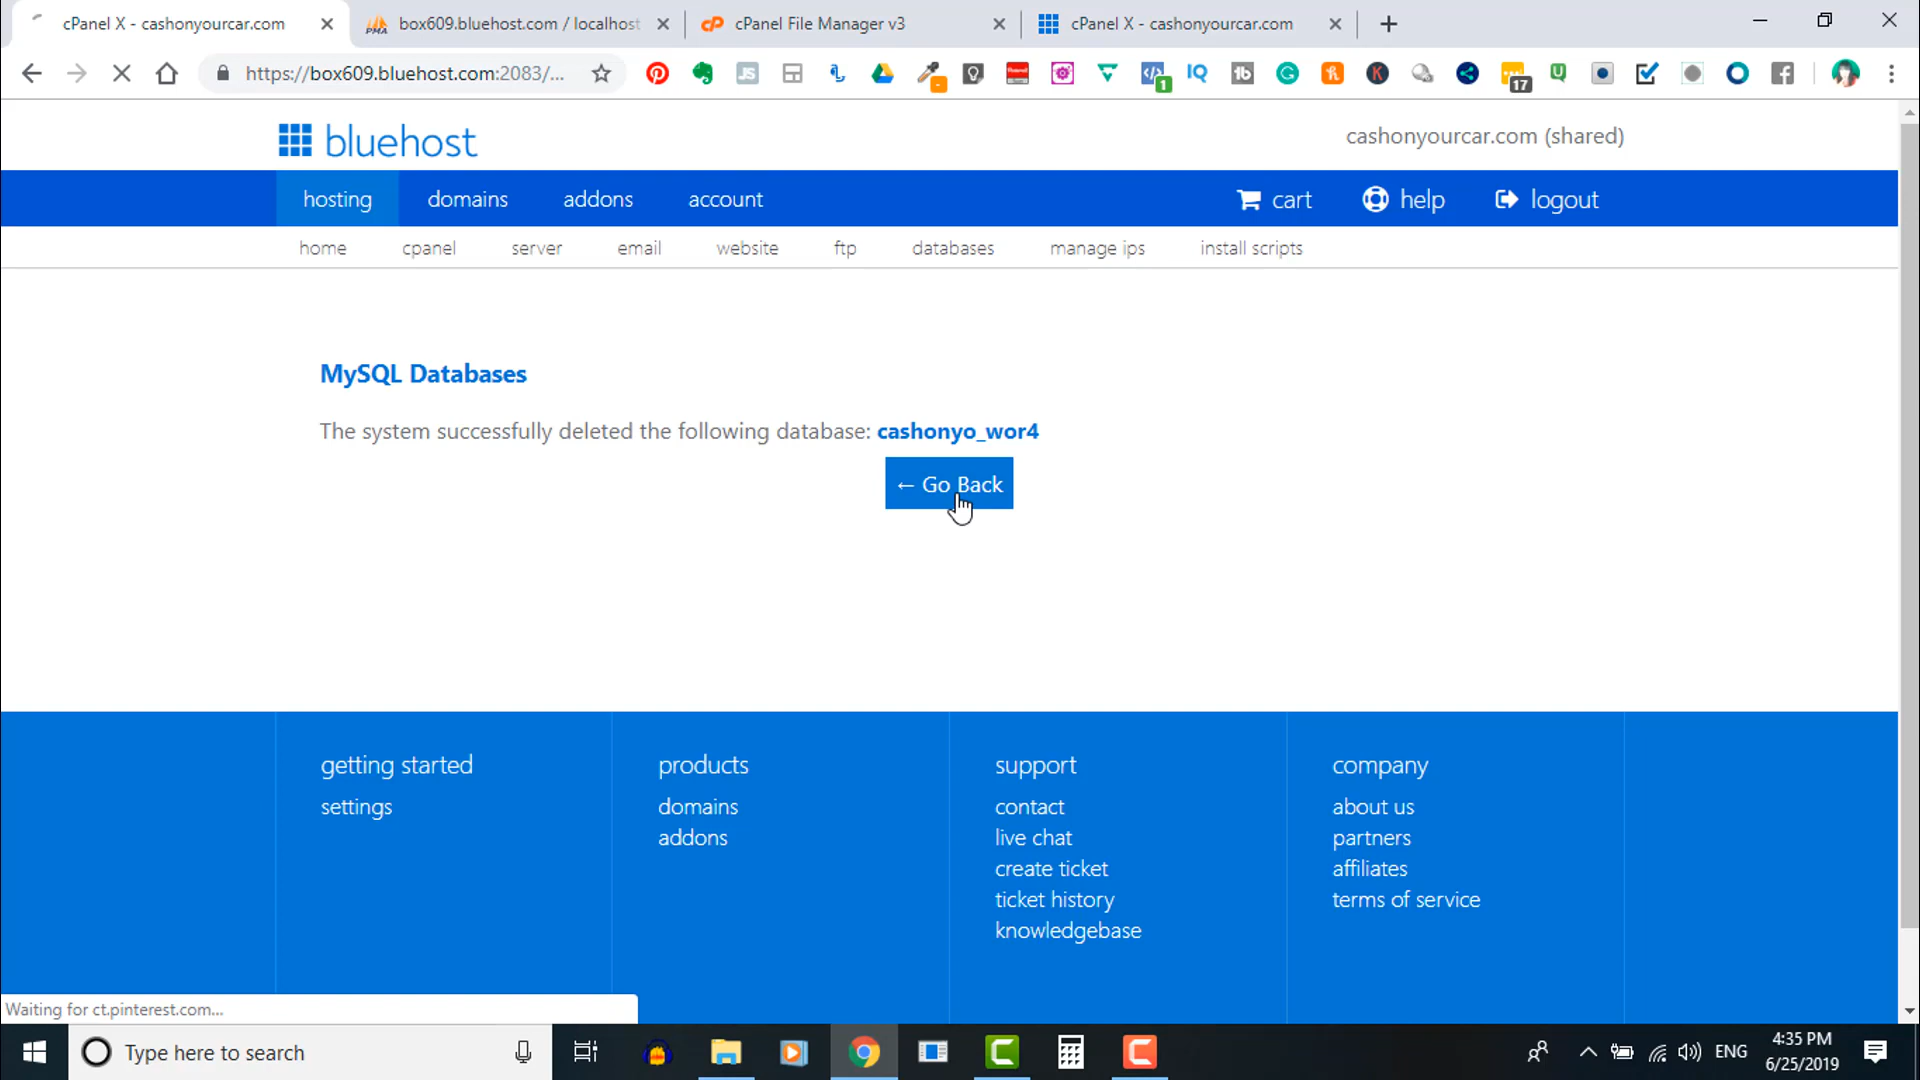 cPanel X - cashonyourcar.com
box609.bluehost.com / localhost
cPanel File Manager v3
cPanel X - cashonyourcar.com
https://box609.bluehost.com:2083/...
17
1
bluehost
cashonyourcar.com (shared)
hosting domains addons account cart help logout
home cpanel server email website ftp databases manage ips install scripts
MySQL Databases
The system successfully deleted the following database: cashonyo_wor4
← Go Back
getting started
settings
products
domains
addons
support
contact
live chat
create ticket
ticket history
knowledgebase
company
about us
partners
affiliates
terms of service
Waiting for ct.pinterest.com...
Type here to search
ENG
4:35 PM
6/25/2019